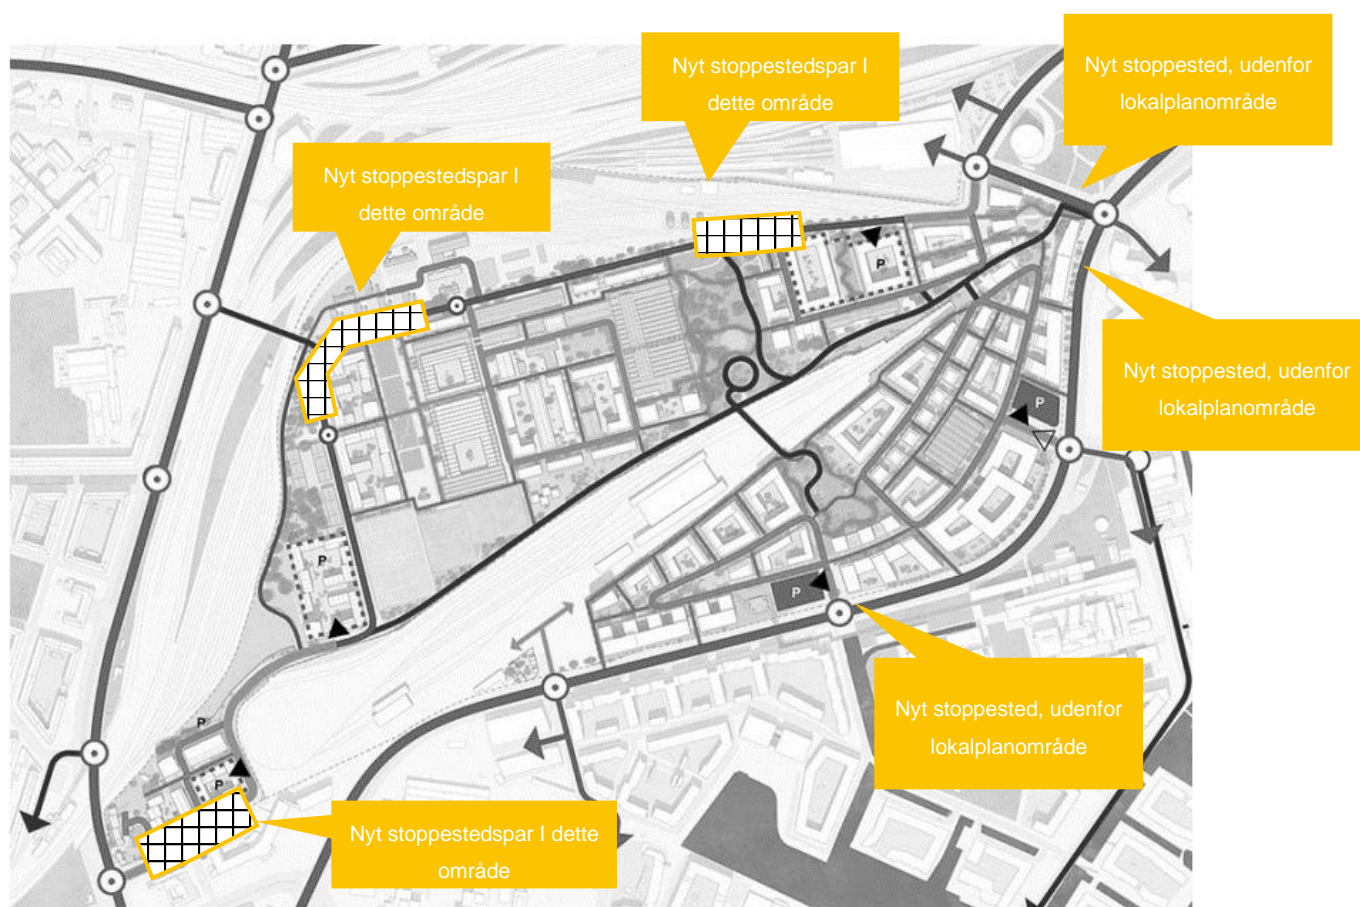 Nyt stoppested, udenfor
lokalplanområde
Nyt stoppestedspar I
dette område
Nyt stoppestedspar I
dette område
P
Nyt stoppested, udenfor
lokalplanområde
P
P
P
Nyt stoppested, udenfor
lokalplanområde
P
P
Nyt stoppestedspar I dette
område